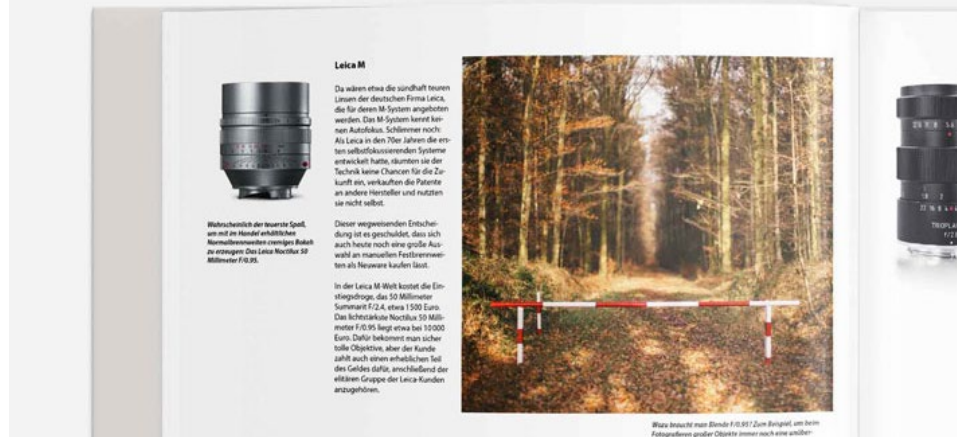 Leica M
Da wären etwa die sündhaft teuren
Linsen der deutschen Firma Leica,
die für deren M-System angeboten
werden. Das M-System kennt kei-
nen Autofokus. Schlimmer noch:
Als Leica in den 70er Jahren die ers-
ten selbstfokussierenden Systeme
entwickelt hatte, räumten sie der
Technik keine Chancen für die Zu-
kunft ein, verkauften die Patente
an andere Hersteller und nutzten
sie nicht selbst.
Dieser wegweisenden Entschei-
dung ist es geschuldet, dass sich
auch heute noch eine große Aus-
wahl an manuellen Festbrennwei-
ten als Neuware kaufen lässt.
In der Leica M-Welt kostet die Ein-
stiegsdroge, das 50 Millimeter
Summarit F/2.4, etwa 1500 Euro.
Das lichtstärkste Noctilux 50 Milli-
meter F/0.95 liegt etwa bei 10000
Euro. Dafür bekommt man sicher
tolle Objektive, aber der Kunde
zahlt auch einen erheblichen Teil
des Geldes dafür, anschließend der
elitären Gruppe der Leica-Kunden
anzugehören.
Wahrscheinlich der teuerste Spaß,
um mit im Handel erhältlichen
Normalbrennweiten cremiges Bokeh
zu erzeugen: Das Leica Noctilux 50
Millimeter F/0.95.
Wozu braucht man Blende F/0.95? Zum Beispiel, um beim
Fotografieren großer Objekte immer noch eine unüber-
TRIOPLAN